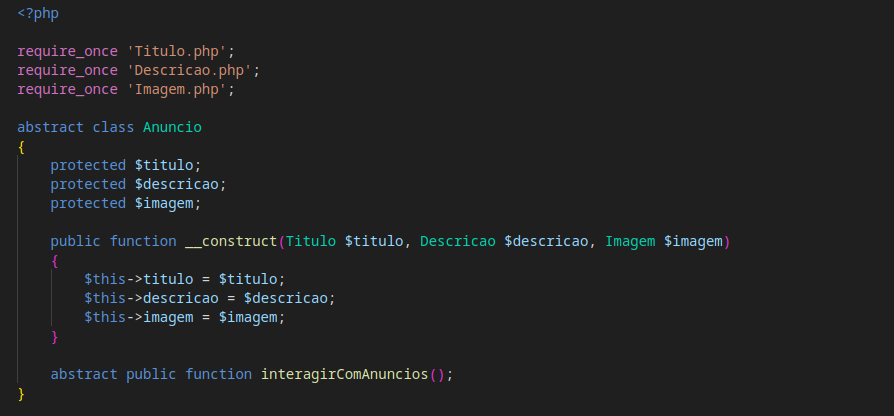 <?php
require_once 'Titulo.php';
require_once 'Descricao.php';
require_once 'Imagem.php';
abstract class Anuncio
{
    protected $titulo;
    protected $descricao;
    protected $imagem;
    public function __construct(Titulo $titulo, Descricao $descricao, Imagem $imagem)
    {
        $this->titulo = $titulo;
        $this->descricao = $descricao;
        $this->imagem = $imagem;
    }
    abstract public function interagirComAnuncios();
}